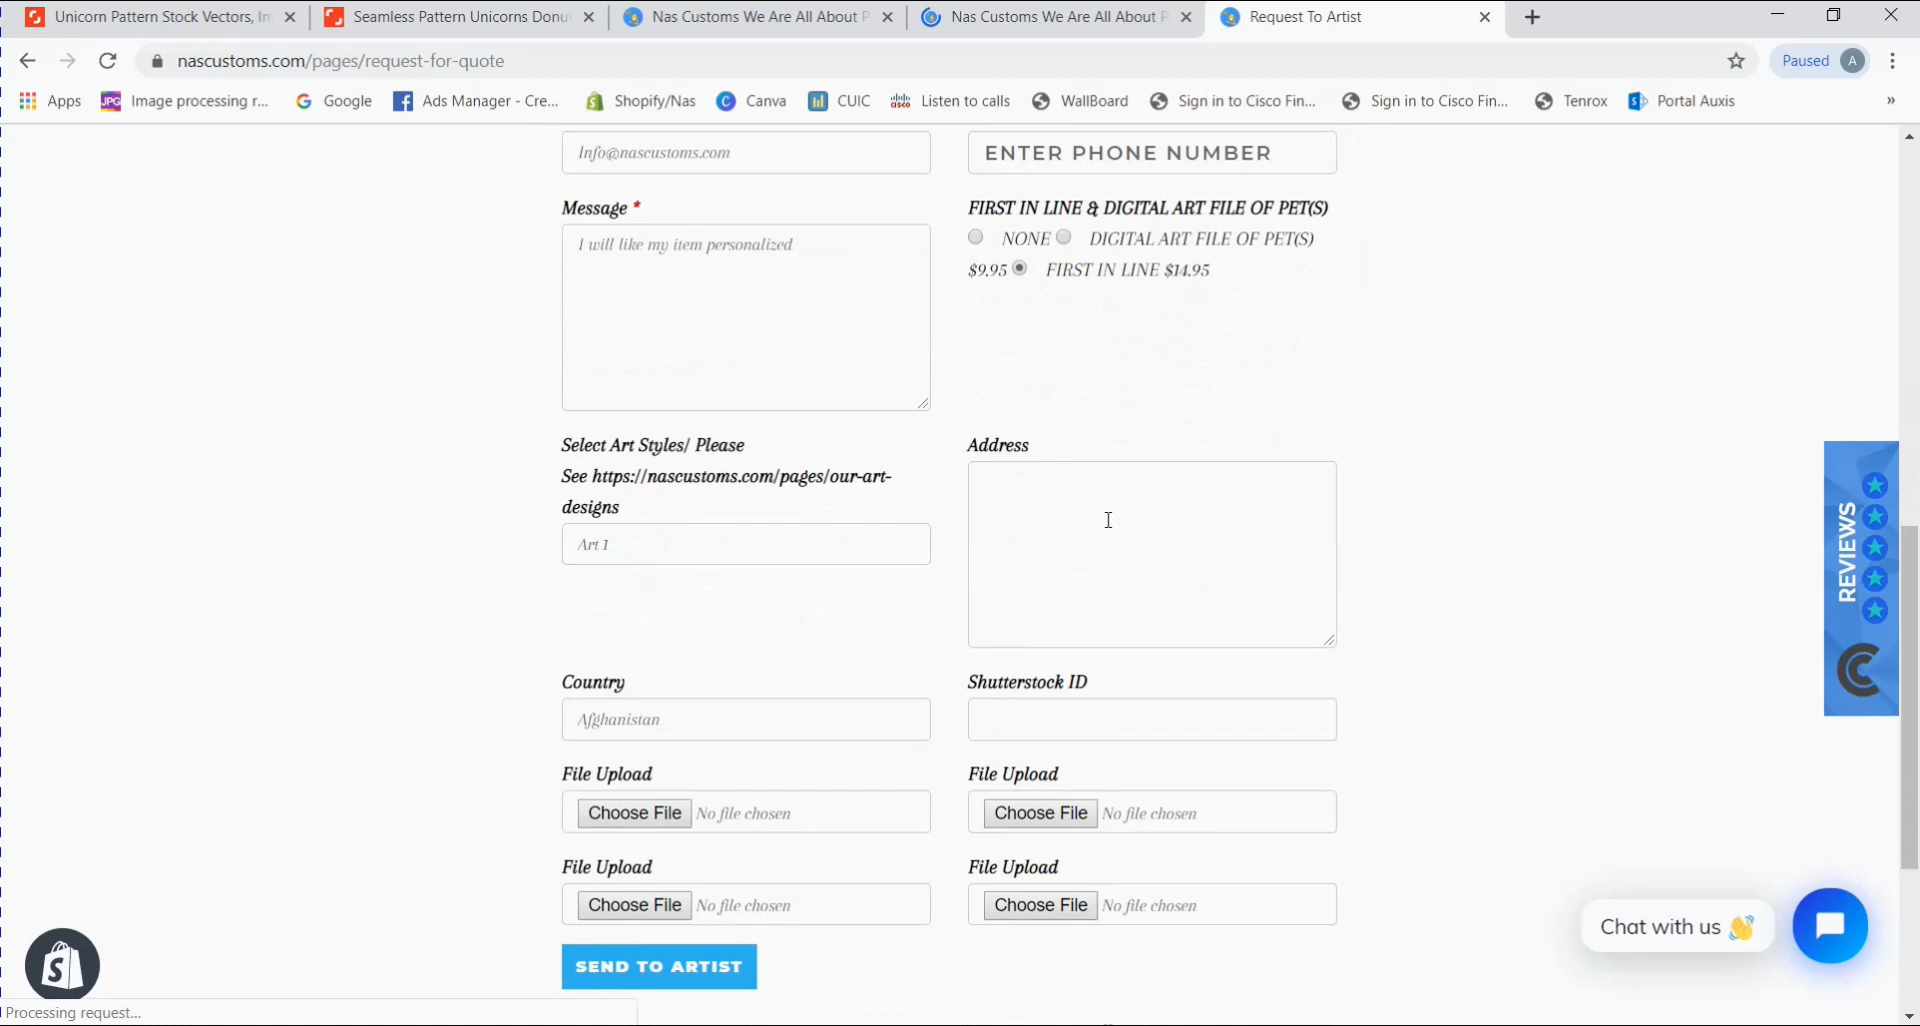 Unicorn Pattern Stock Vectors, Im
Seamless Pattern Unicorns Donu
Nas Customs We Are All About P
Nas Customs We Are All About P
Request To Artist
nascustoms.com/pages/request-for-quote
Paused
A
Apps
JPG
Image processing r...
Google
Ads Manager - Cre...
Shopify/Nas
Canva
CUIC
Listen to calls
WallBoard
Sign in to Cisco Fin...
Sign in to Cisco Fin...
Tenrox
Portal Auxis
»
Info@nascustoms.com
ENTER PHONE NUMBER
Message *
FIRST IN LINE & DIGITAL ART FILE OF PET(S)
I will like my item personalized
NONE
DIGITAL ART FILE OF PET(S)
$9.95
FIRST IN LINE $14.95
Select Art Styles/ Please
See https://nascustoms.com/pages/our-art-
designs
Address
Art 1
REVIEWS
Country
Shutterstock ID
Afghanistan
File Upload
File Upload
Choose File No file chosen
Choose File No file chosen
File Upload
File Upload
Choose File No file chosen
Choose File No file chosen
Chat with us 👋
SEND TO ARTIST
Processing request...